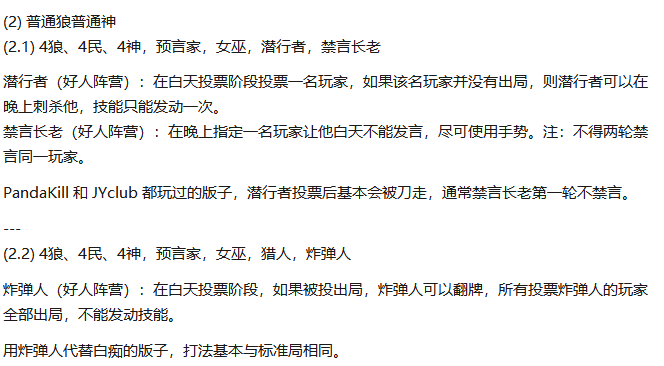 (2) 普通狼普通神
(2.1) 4狼、4民、4神，预言家，女巫，潜行者，禁言长老
潜行者（好人阵营）：在白天投票阶段投票一名玩家，如果该名玩家并没有出局，则潜行者可以在
晚上刺杀他，技能只能发动一次。
禁言长老（好人阵营）：在晚上指定一名玩家让他白天不能发言，尽可使用手势。注：不得两轮禁
言同一玩家。
PandaKill 和 JYclub 都玩过的版子，潜行者投票后基本会被刀走，通常禁言长老第一轮不禁言。
---
(2.2) 4狼、4民、4神，预言家，女巫，猎人，炸弹人
炸弹人（好人阵营）：在白天投票阶段，如果被投出局，炸弹人可以翻牌，所有投票炸弹人的玩家
全部出局，不能发动技能。
用炸弹人代替白痴的版子，打法基本与标准局相同。